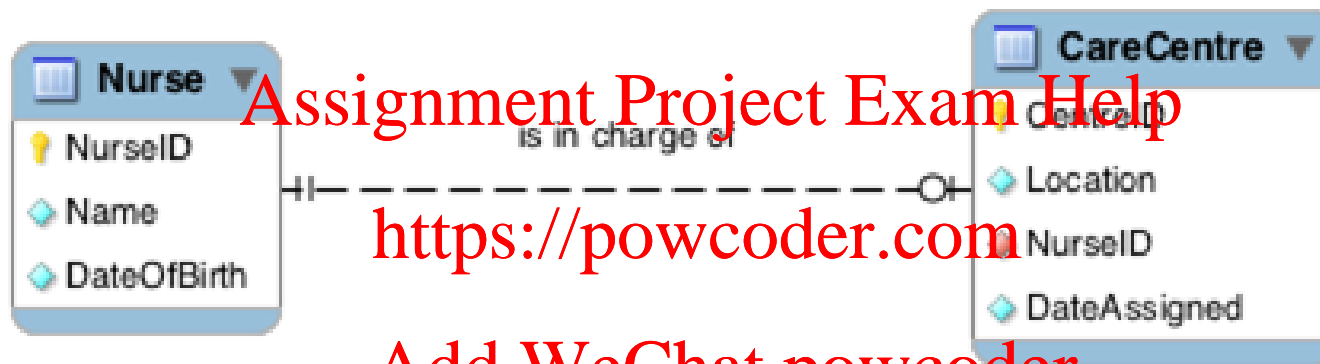 Nurse
NurseID
Name
DateOfBirth
Assignment Project Exam Help
is in charge of
https://powcoder.com
Add WeChat powcoder
CareCentre
CentreID
Location
NurseID
DateAssigned